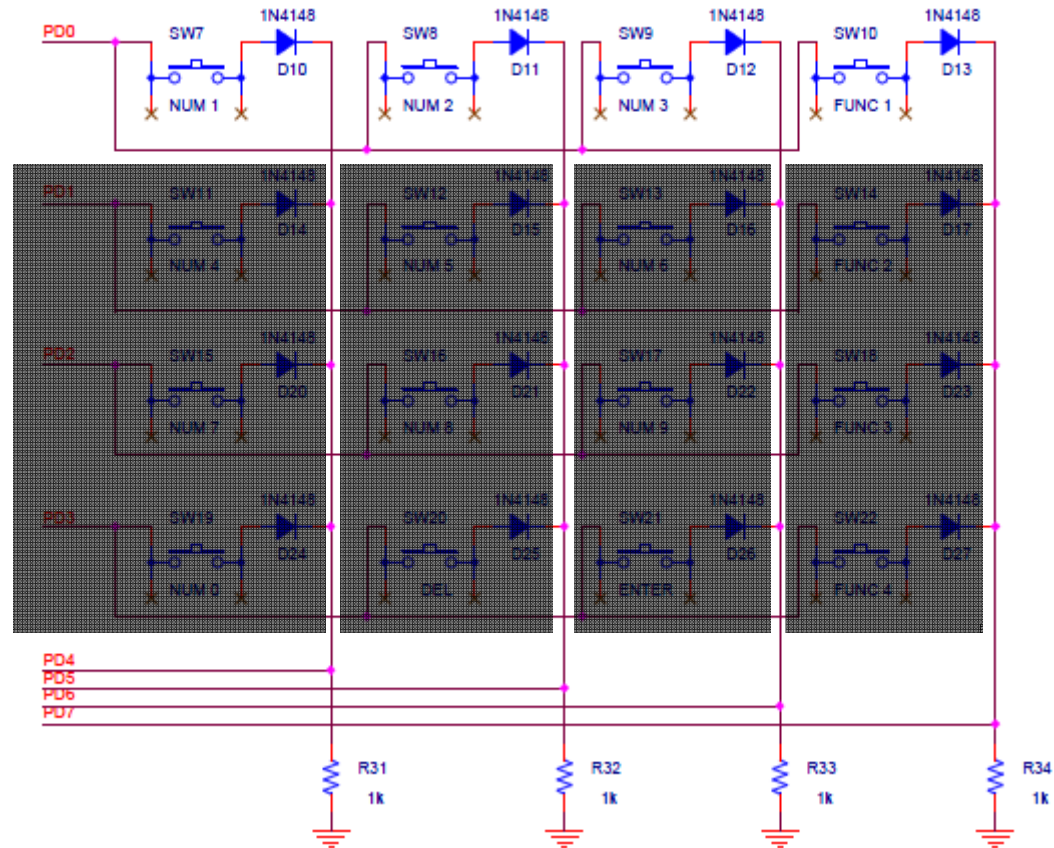 1N4148 1N4148 1N4148 1N4148
PD0 SW7 SW8 SW9 SW10
D10 D11 D12 D13
NUM 1 NUM 2 NUM 3 FUNC 1
1N4148 1N4148 1N4148 1N4148
PD1 SW11 SW12 SW13 SW14
D14 D15 D16 D17
NUM 4 NUM 5 NUM 6 FUNC 2
1N4148 1N4148 1N4148 1N4148
PD2 SW15 SW16 SW17 SW18
D20 D21 D22 D23
NUM 7 NUM 8 NUM 9 FUNC 3
1N4148 1N4148 1N4148 1N4148
PD3 SW19 SW20 SW21 SW22
D24 D25 D26 D27
NUM 0 DEL ENTER FUNC 4
PD4
PD5
PD6
PD7
R31 R32 R33 R34
1k 1k 1k 1k